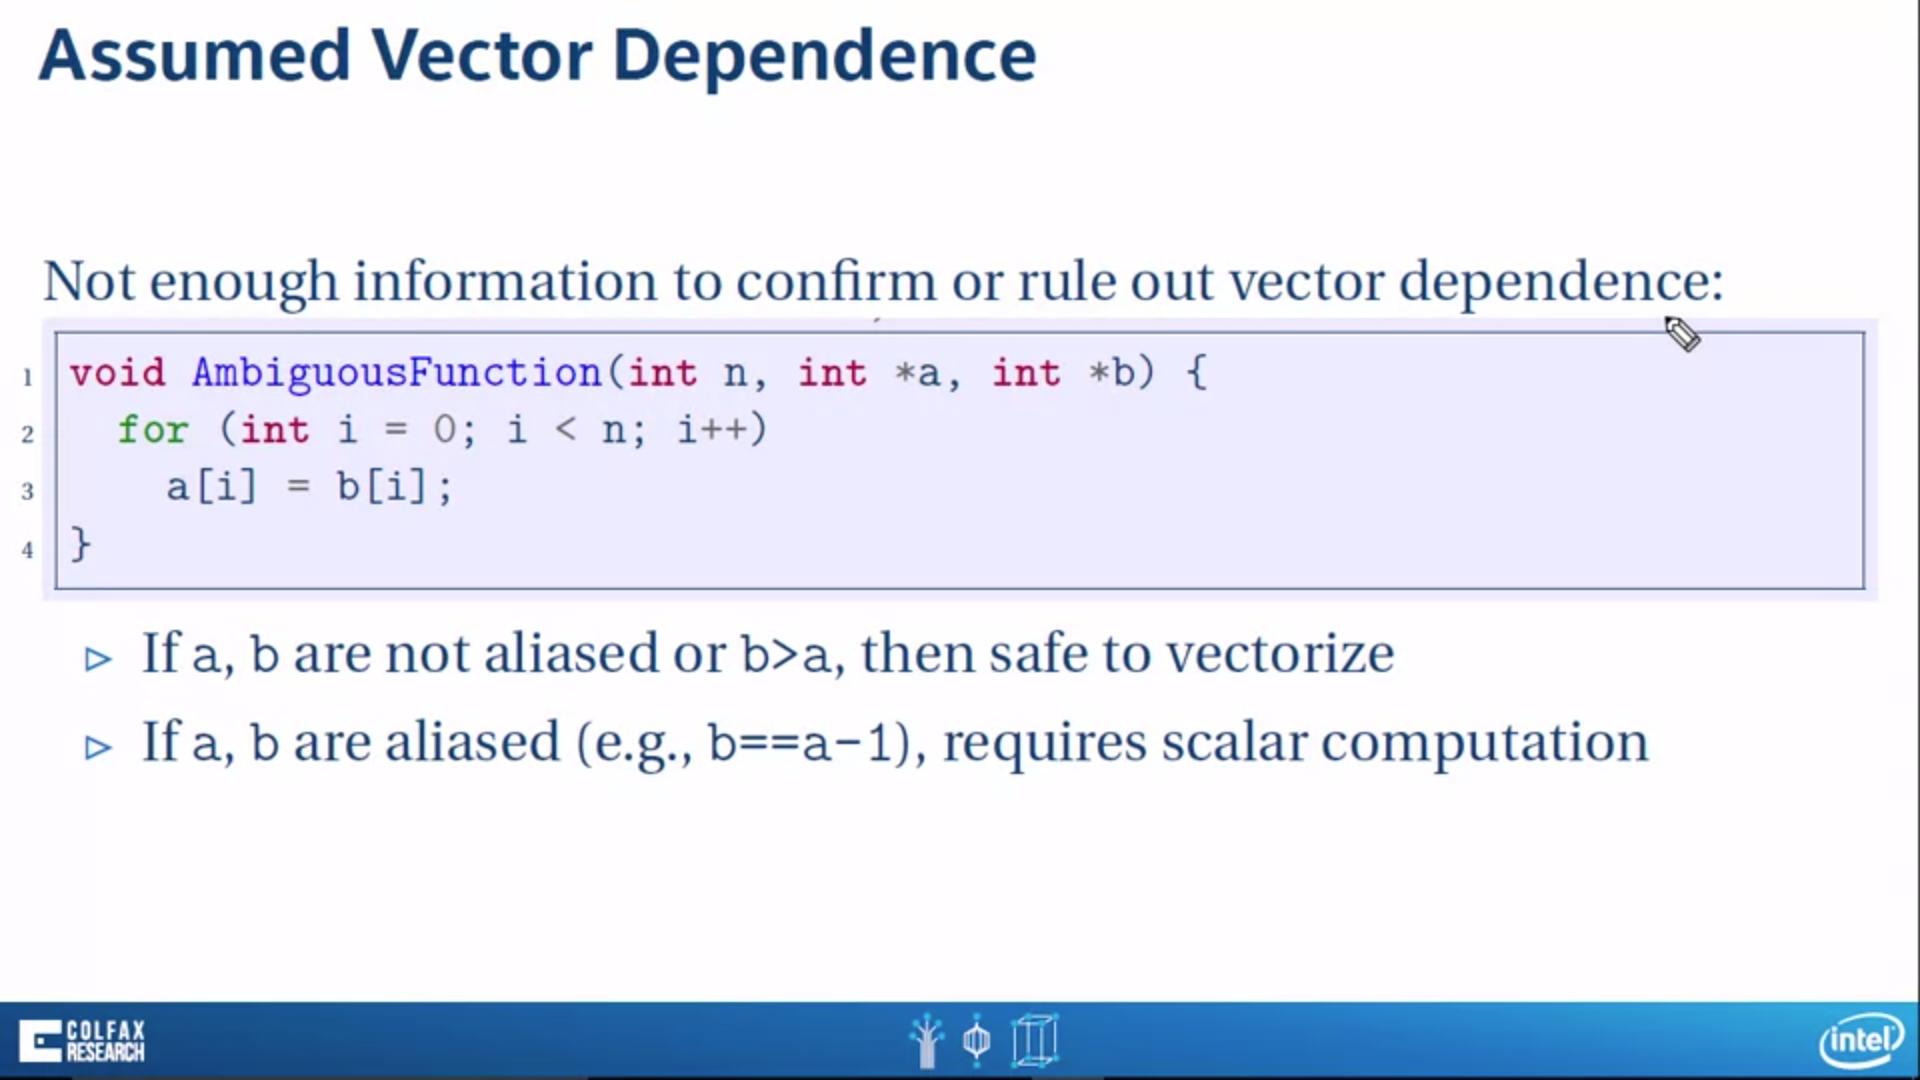 Assumed Vector Dependence
Not enough information to confirm or rule out vector dependence:
1 void AmbiguousFunction(int n, int *a, int *b) {
2 for (int i = 0; i < n; i++)
3 a[i] = b[i];
4 }
▷ If a, b are not aliased or b>a, then safe to vectorize
▷ If a, b are aliased (e.g., b==a-1), requires scalar computation
COLFAX
RESEARCH
intel